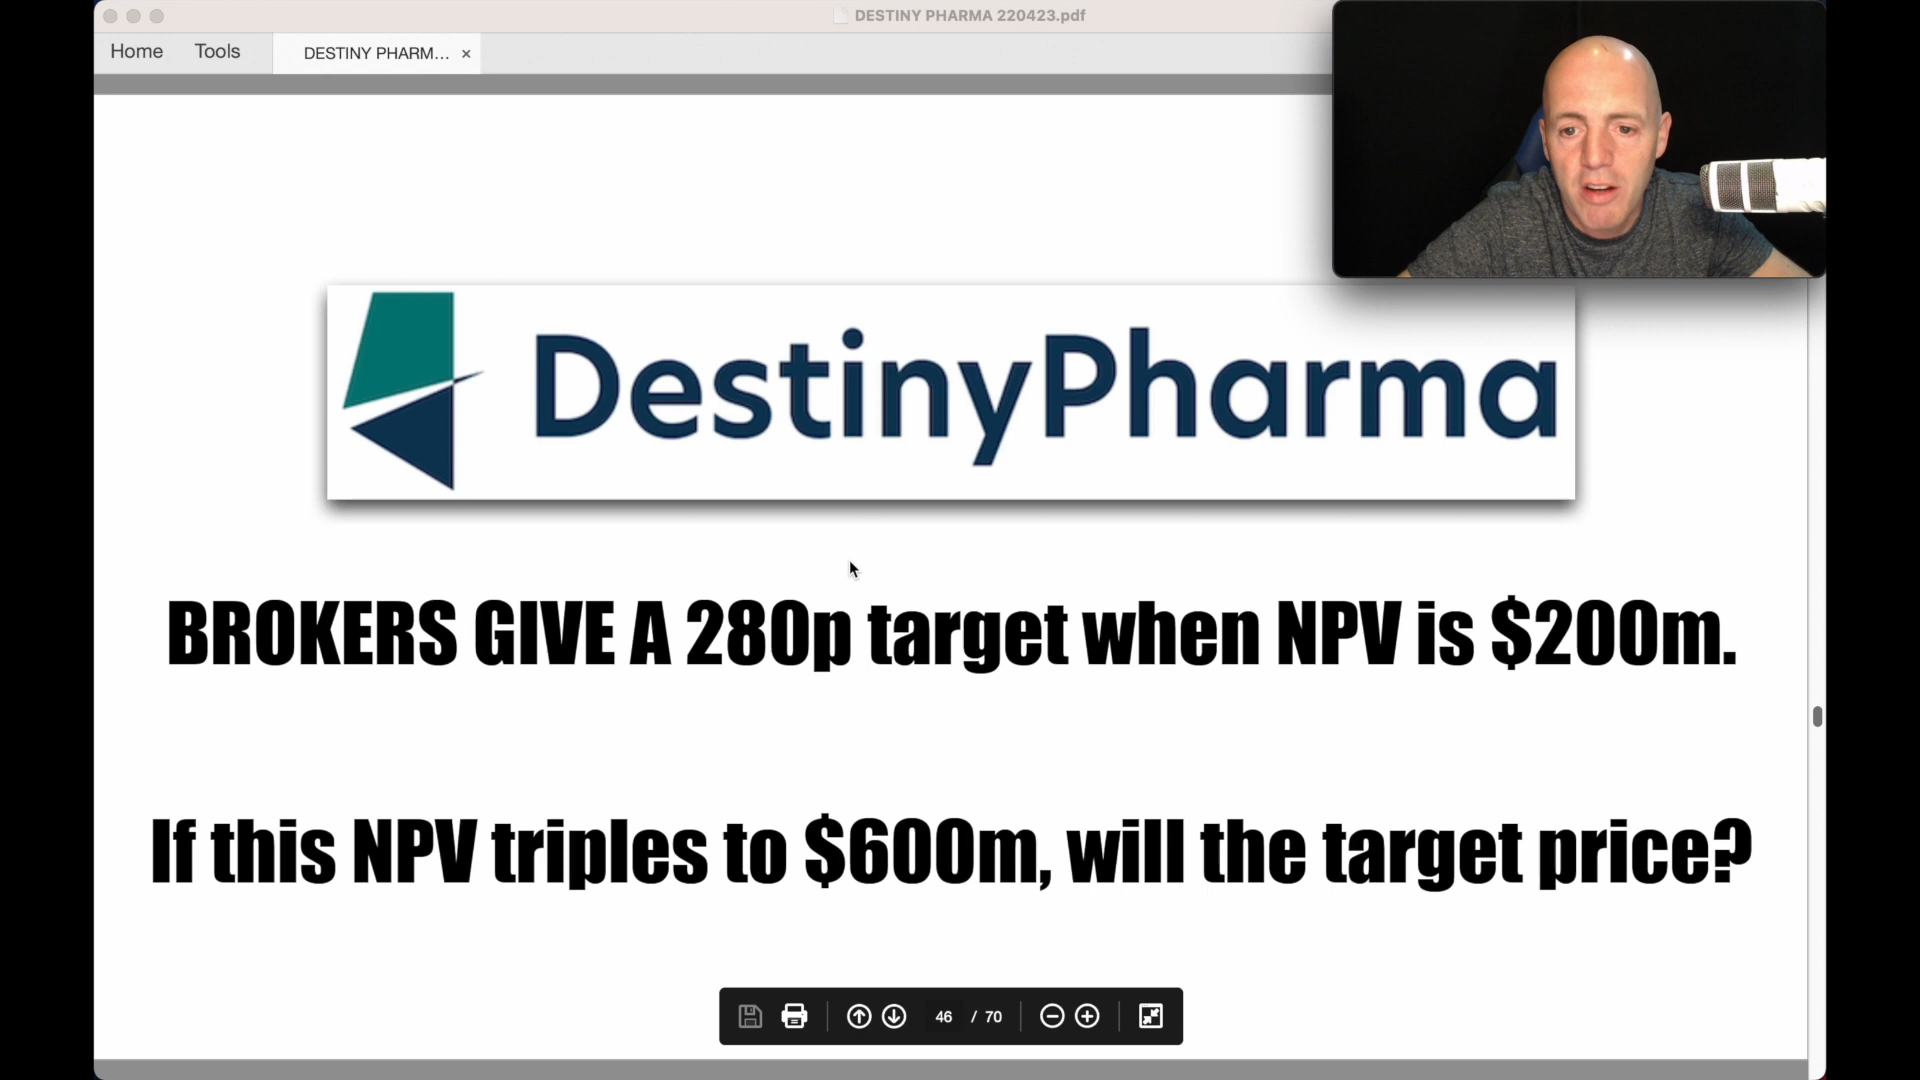 DESTINY PHARMA 220423.pdf
Home Tools DESTINY PHARM... ×
DestinyPharma
BROKERS GIVE A 280p target when NPV is $200m.
If this NPV triples to $600m, will the target price?
46 / 70